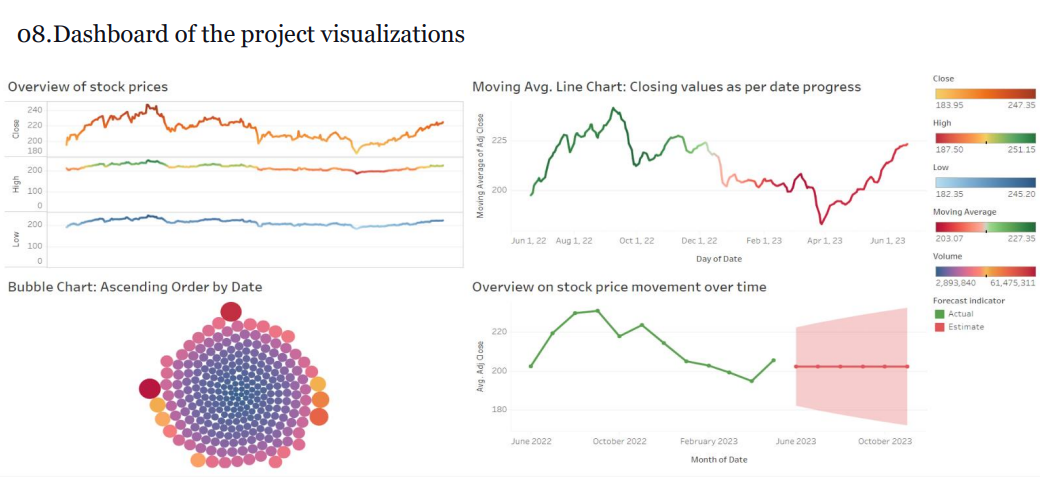 08.Dashboard of the project visualizations
Overview of stock prices
Close
240
220
200
180
High
200
100
0
Low
200
100
0
Moving Avg. Line Chart: Closing values as per date progress
Moving Average of Adj Close
225
200
Jun 1, 22 Aug 1, 22 Oct 1, 22 Dec 1, 22 Feb 1, 23 Apr 1, 23 Jun 1, 23
Day of Date
Bubble Chart: Ascending Order by Date
Overview on stock price movement over time
Avg. Adj Close
220
200
180
June 2022 October 2022 February 2023 June 2023 October 2023
Month of Date
Close
183.95 247.35
High
187.50 251.15
Low
182.35 245.20
Moving Average
203.07 227.35
Volume
2,893,840 61,475,311
Forecast indicator
Actual
Estimate